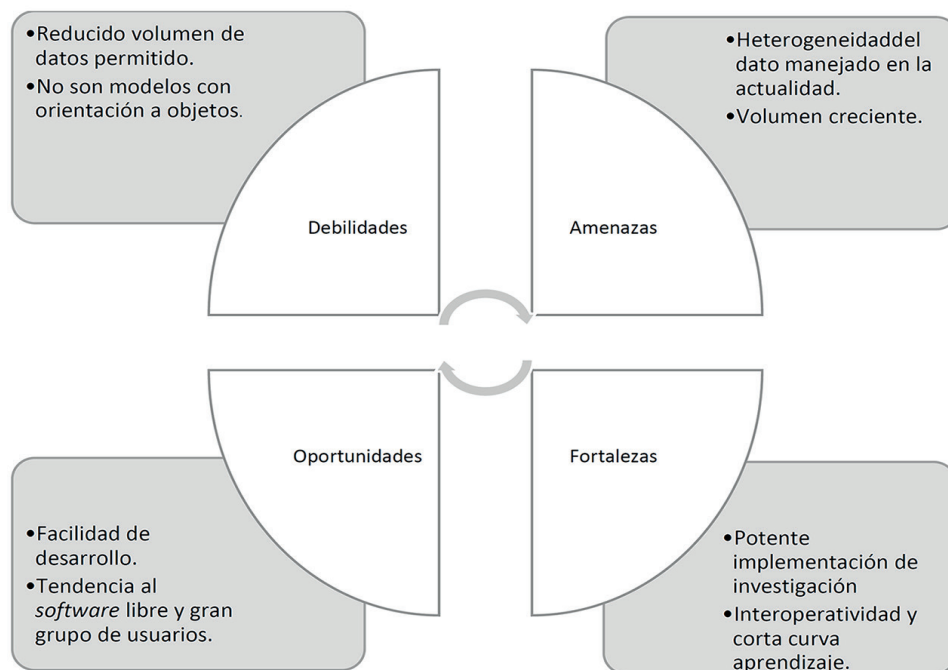 •Reducido volumen de
datos permitido.
•No son modelos con
orientación a objetos.
•Heterogeneidaddel
dato manejado en la
actualidad.
•Volumen creciente.
Debilidades
Amenazas
Oportunidades
Fortalezas
•Facilidad de
desarrollo.
•Tendencia al
software libre y gran
grupo de usuarios.
•Potente
implementación de
investigación
•Interoperatividad y
corta curva
aprendizaje.